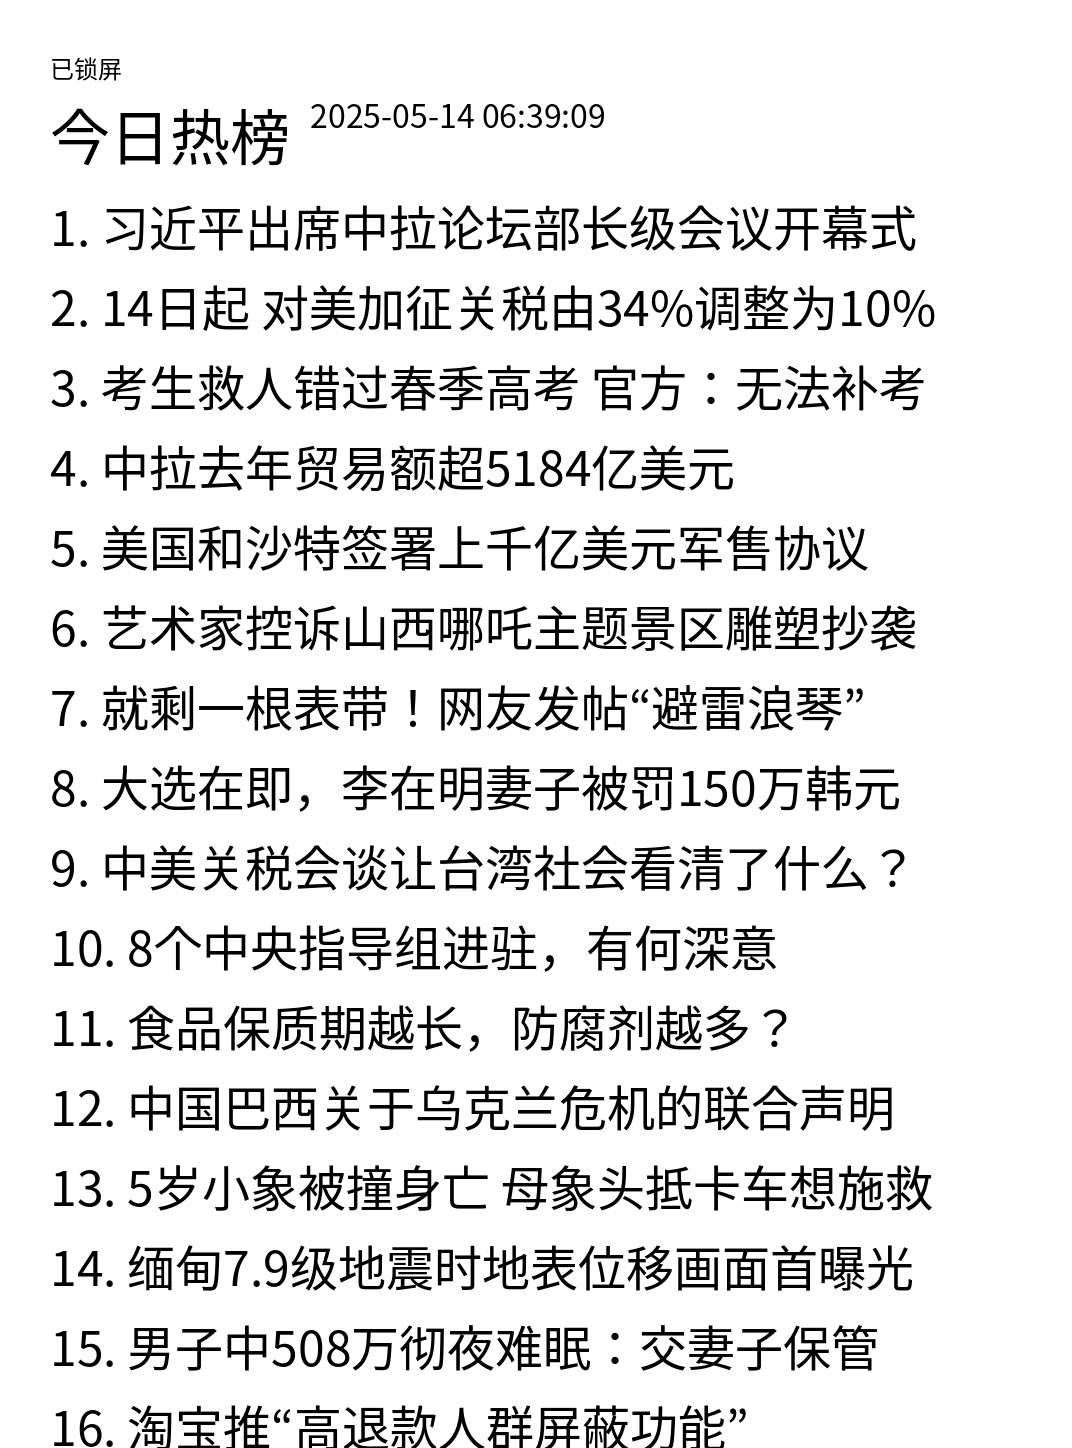 已锁屏
今日热榜 2025-05-14 06:39:09
1. 习近平出席中拉论坛部长级会议开幕式
2. 14日起 对美加征关税由34%调整为10%
3. 考生救人错过春季高考 官方：无法补考
4. 中拉去年贸易额超5184亿美元
5. 美国和沙特签署上千亿美元军售协议
6. 艺术家控诉山西哪吒主题景区雕塑抄袭
7. 就剩一根表带！网友发帖“避雷浪琴”
8. 大选在即，李在明妻子被罚150万韩元
9. 中美关税会谈让台湾社会看清了什么？
10. 8个中央指导组进驻，有何深意
11. 食品保质期越长，防腐剂越多？
12. 中国巴西关于乌克兰危机的联合声明
13. 5岁小象被撞身亡 母象头抵卡车想施救
14. 缅甸7.9级地震时地表位移画面首曝光
15. 男子中508万彻夜难眠：交妻子保管
16. 淘宝推“高退款人群屏蔽功能”